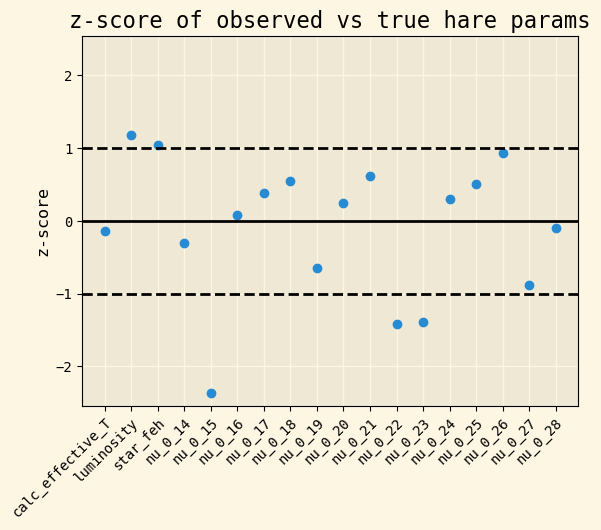 z-score of observed vs true hare params
z-score
2
1
0
−1
−2
calc_effective_T
luminosity
star_feh
nu_0_14
nu_0_15
nu_0_16
nu_0_17
nu_0_18
nu_0_19
nu_0_20
nu_0_21
nu_0_22
nu_0_23
nu_0_24
nu_0_25
nu_0_26
nu_0_27
nu_0_28